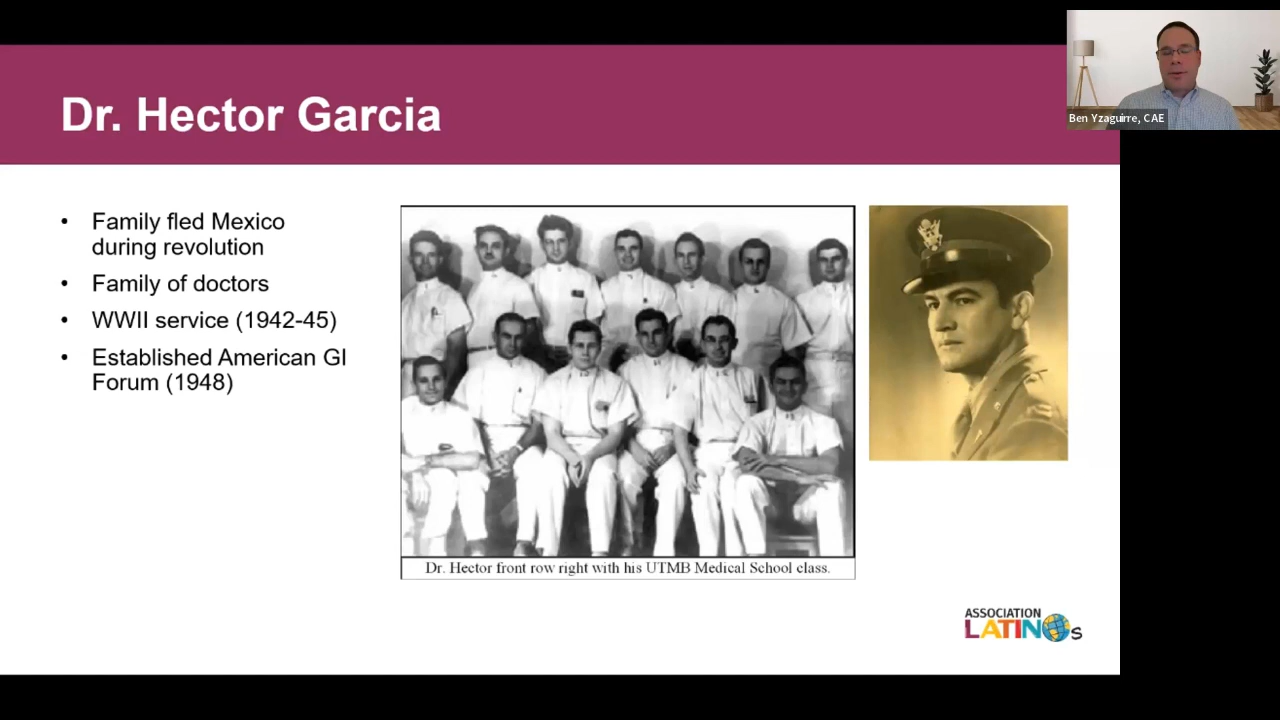 Dr. Hector Garcia
Ben Yzaguirre, CAE
• Family fled Mexico
during revolution
• Family of doctors
• WWII service (1942-45)
• Established American GI
Forum (1948)
Dr. Hector front row right with his UTMB Medical School class.
ASSOCIATION
LATINOs